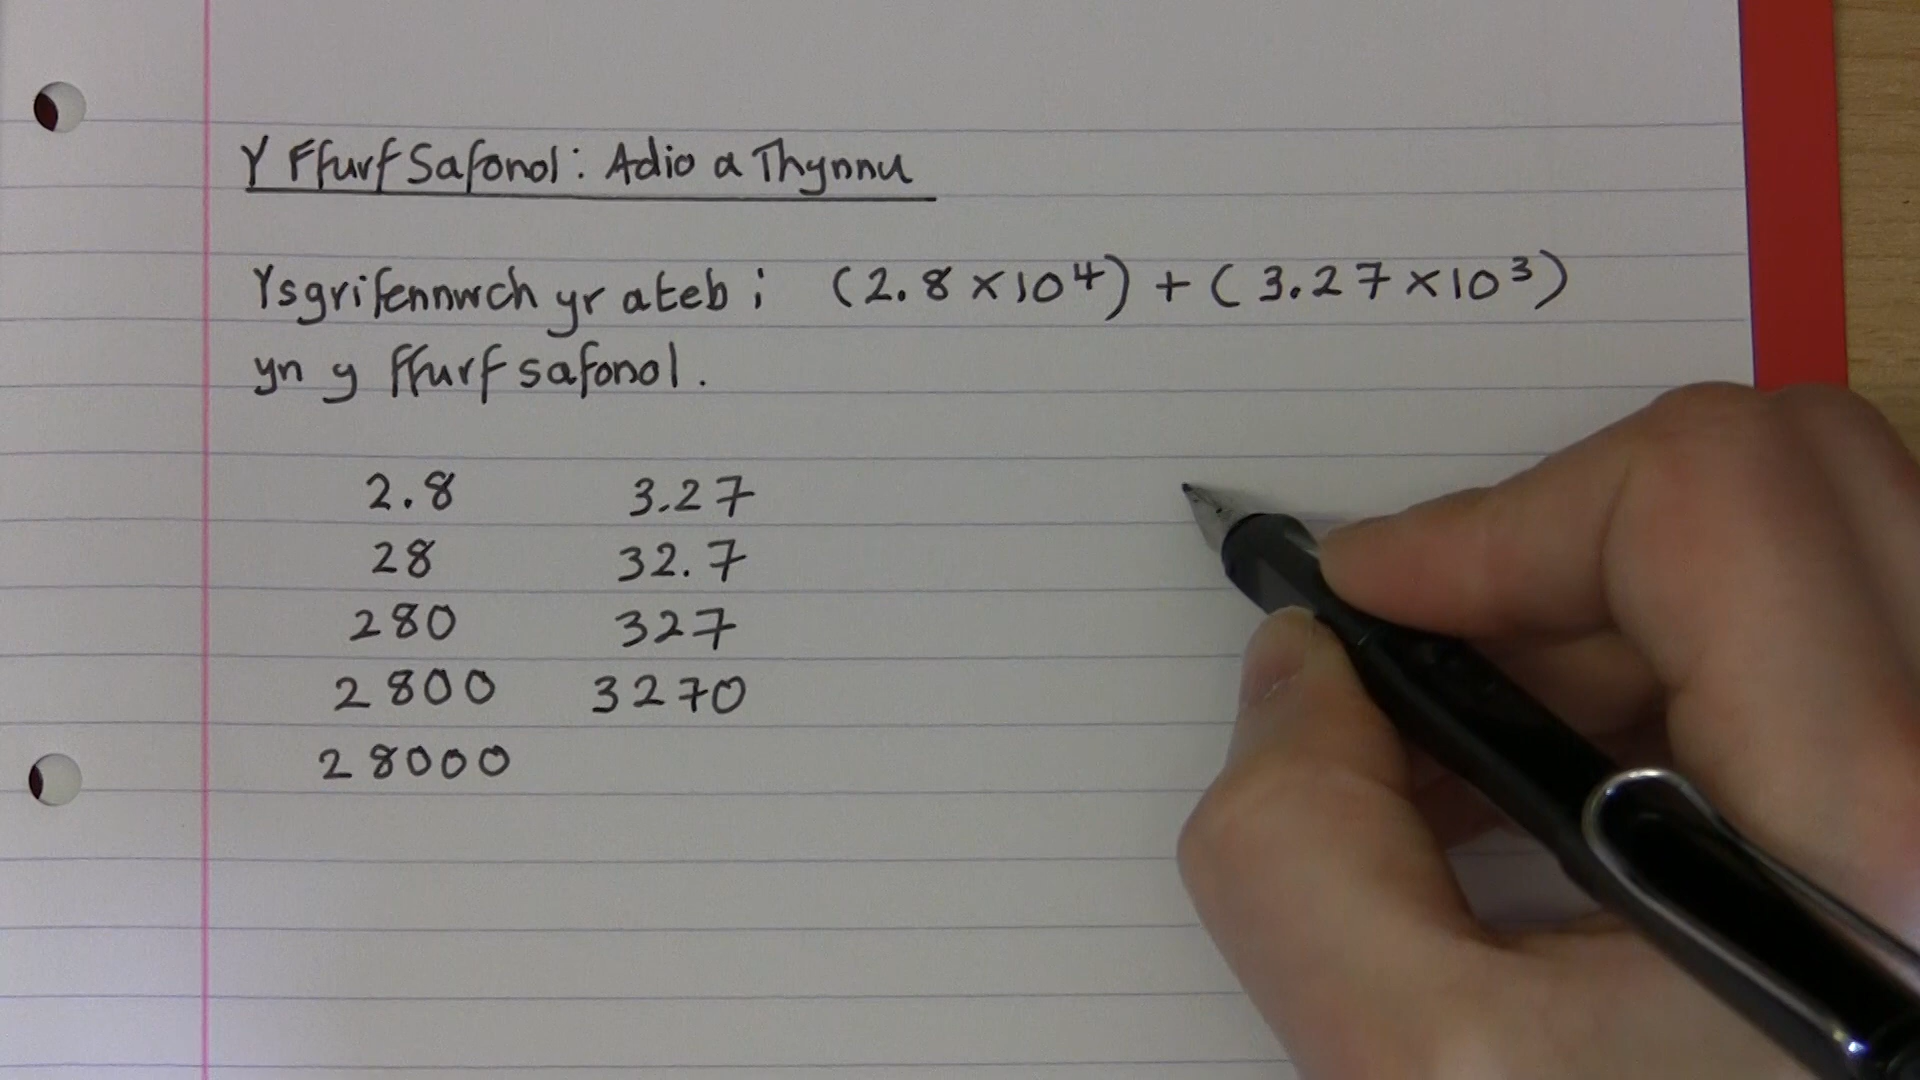 Y Ffurf Safonol: Adio a Thynnu
Ysgrifennwch yr ateb i (2.8 × 10⁴) + (3.27 × 10³)
yn y ffurf safonol.
2.8 3.27
28 32.7
280 327
2800 3270
28000